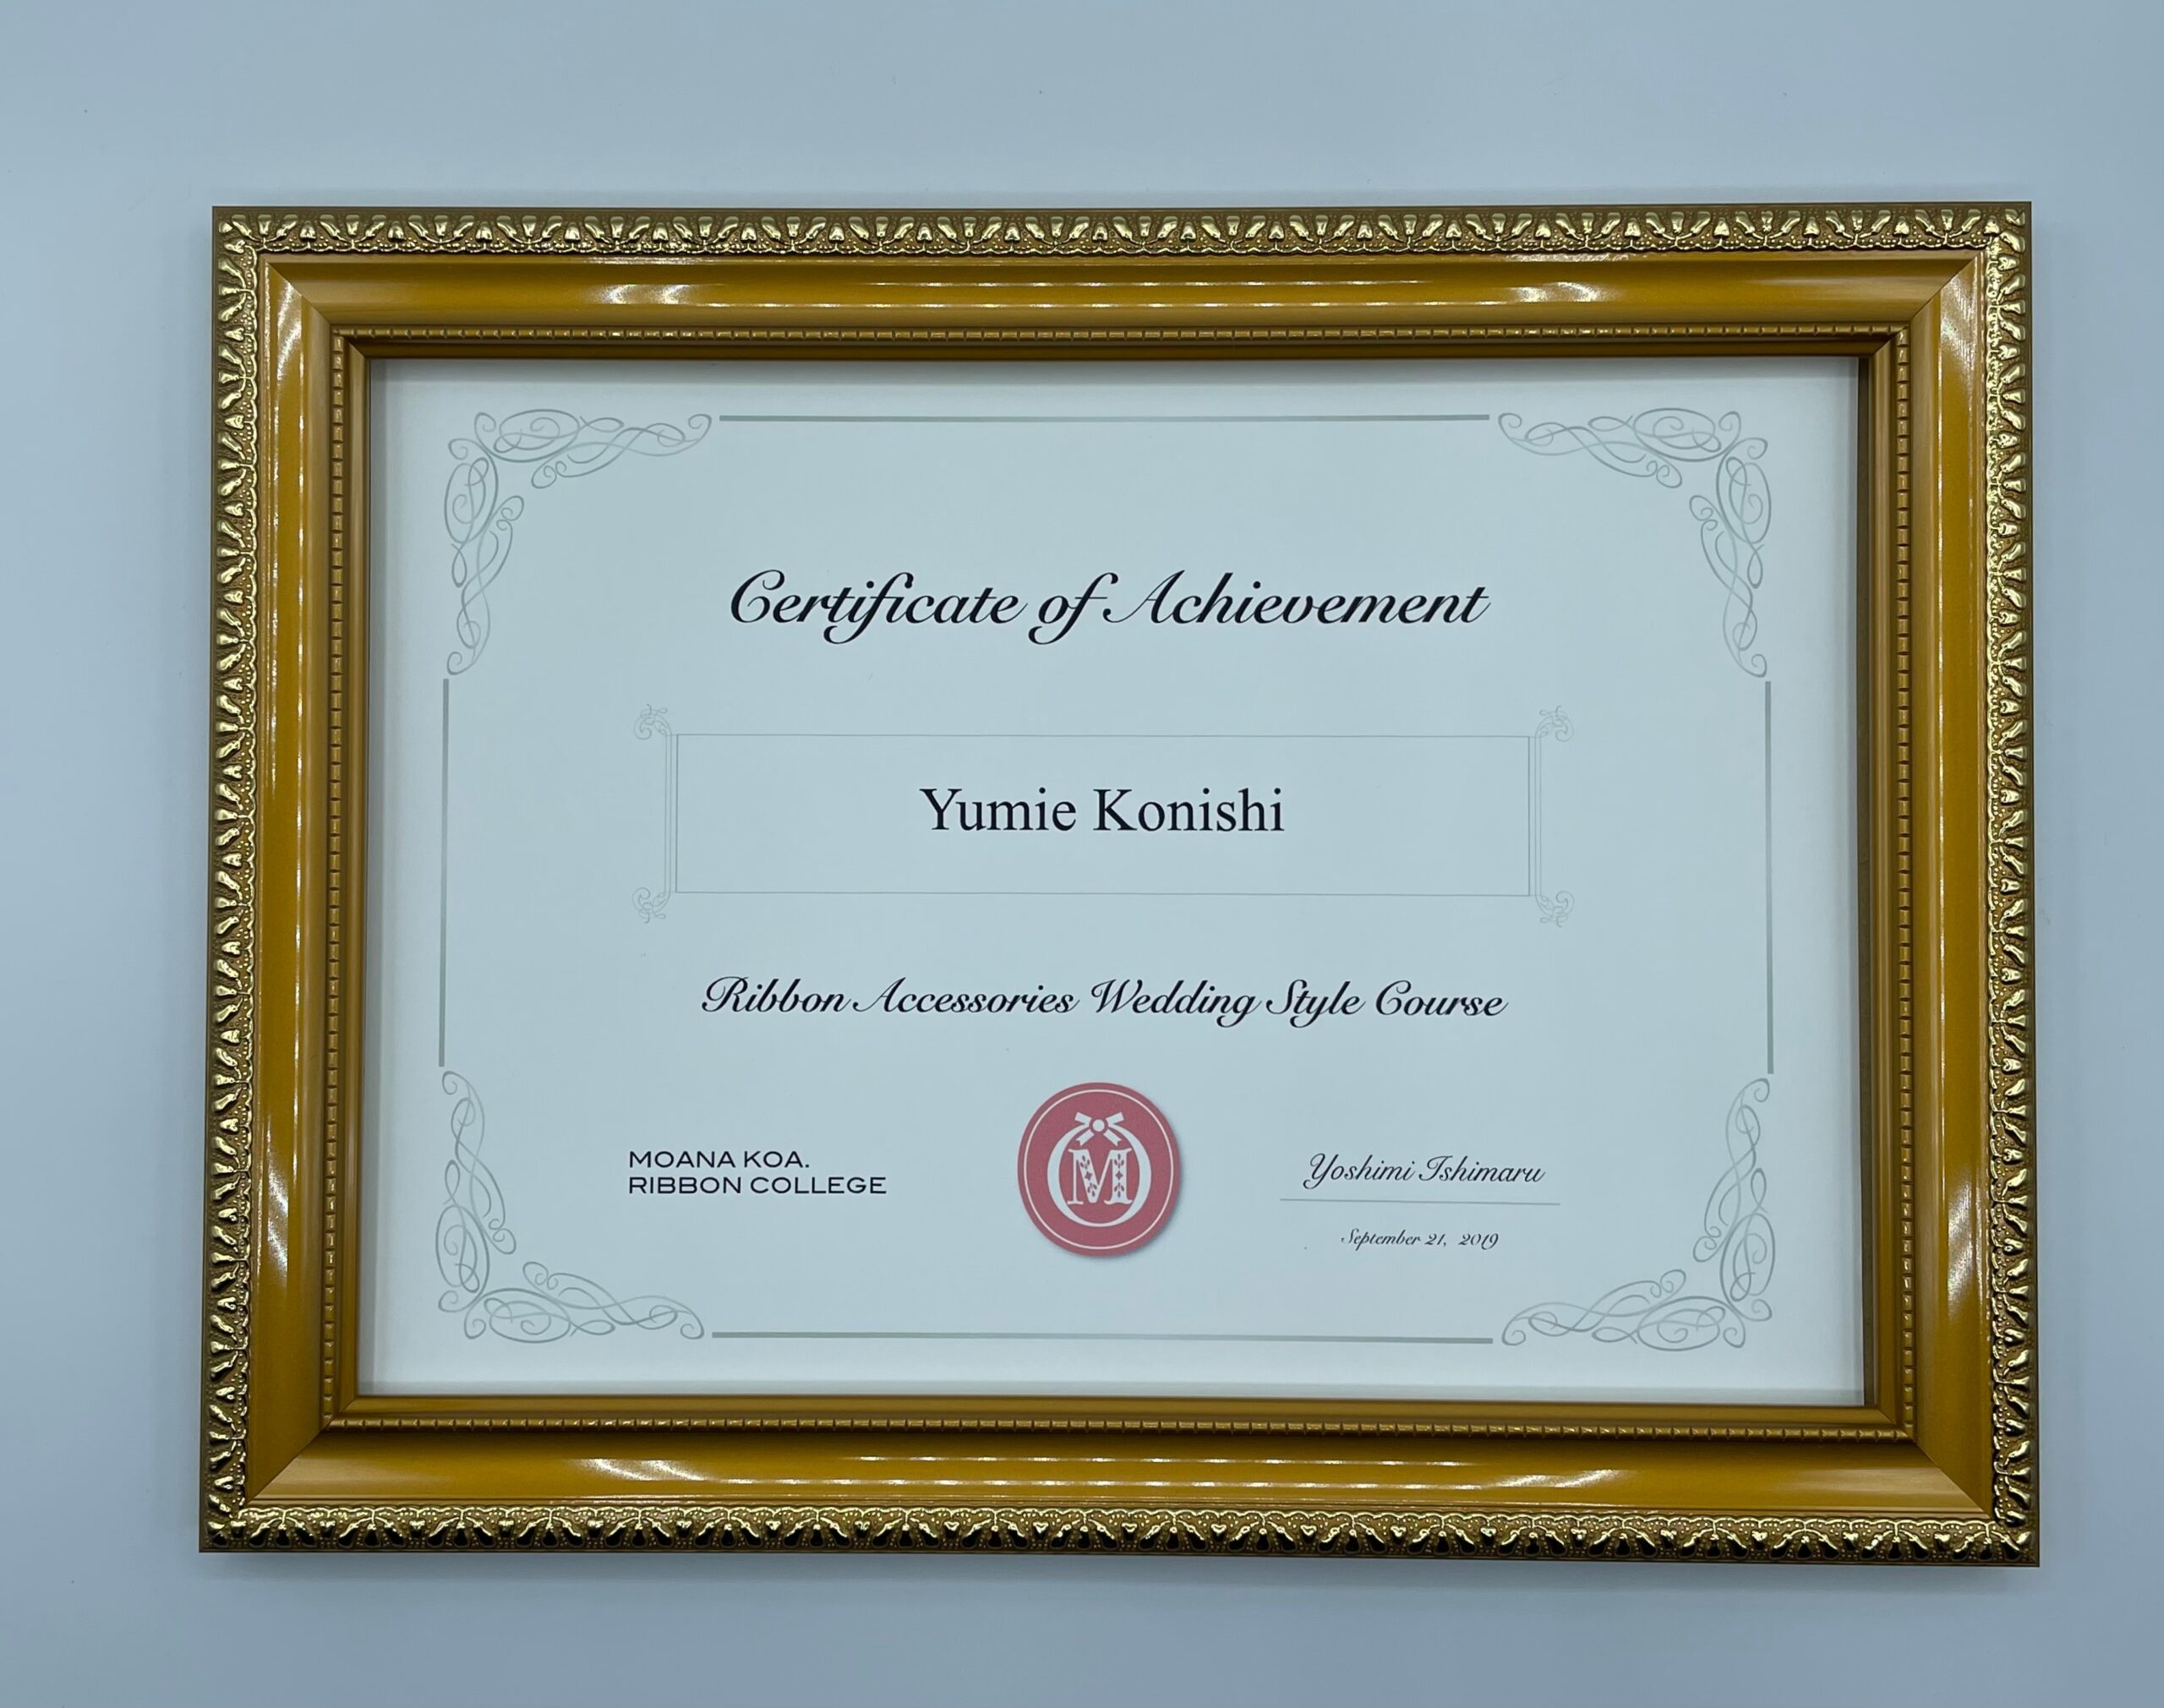 Certificate of Achievement
Yumie Konishi
Ribbon Accessories Wedding Style Course
MOANA KOA.
RIBBON COLLEGE
M
Yoshimi Ishimaru
September 21, 2019